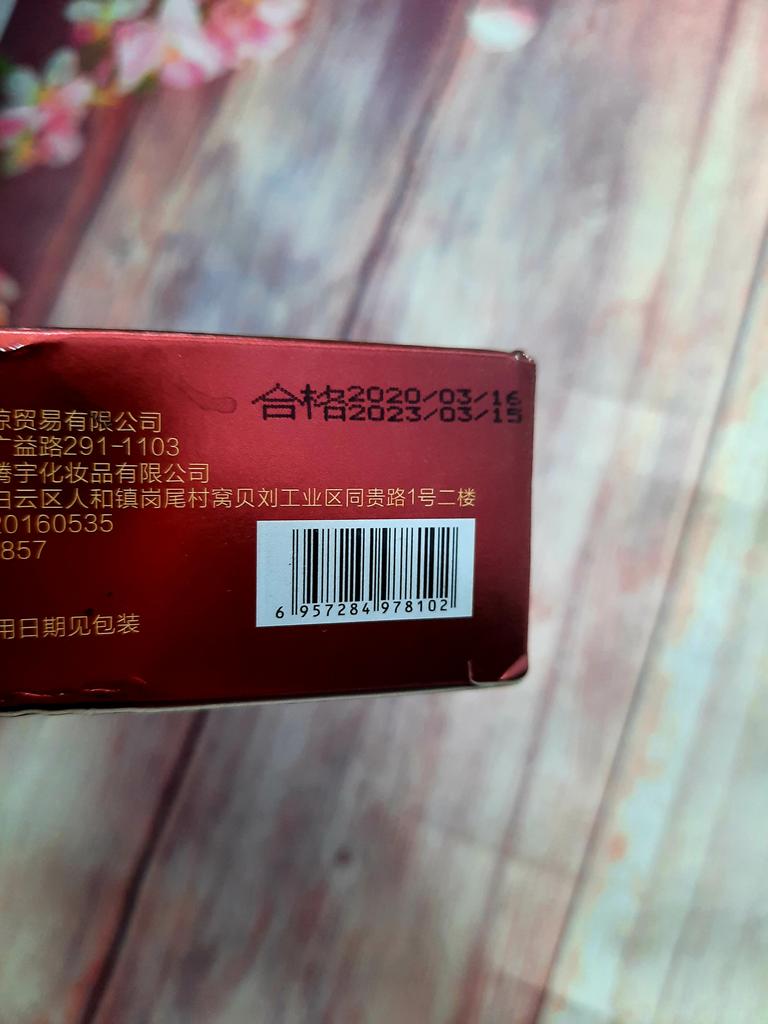 合格2020/03/16
2023/03/15
贸易有限公司
广益路291-1103
腾宇化妆品有限公司
白云区人和镇岗尾村窝贝刘工业区同贵路1号二楼
20160535
857
用日期见包装
6 957284 978102